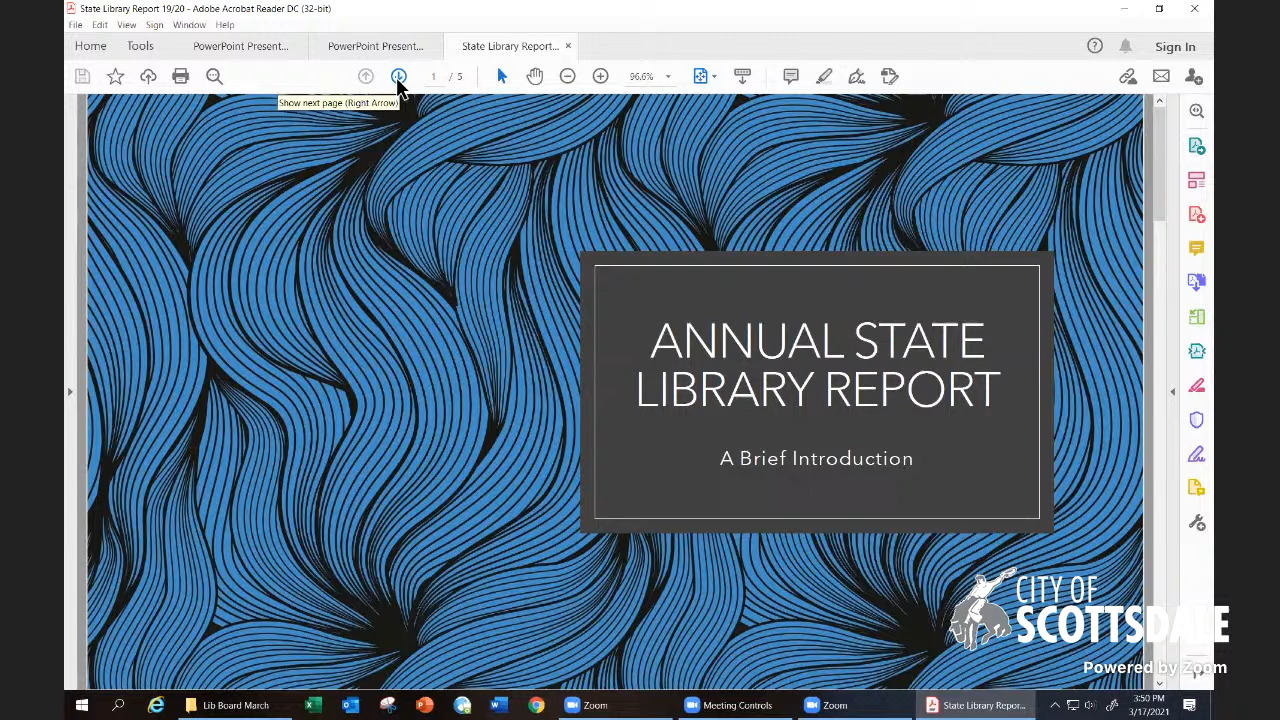 State Library Report 19/20 - Adobe Acrobat Reader DC (32-bit)
File Edit View Sign Window Help
Home Tools PowerPoint Present... PowerPoint Present... State Library Report... × Sign In
1 / 5 96.6%
Show next page (Right Arrow)
ANNUAL STATE
LIBRARY REPORT
A Brief Introduction
CITY OF
SCOTTSDALE
Powered by Zoom
Lib Board March Zoom Meeting Controls Zoom State Library Repor... 3:50 PM
3/17/2021